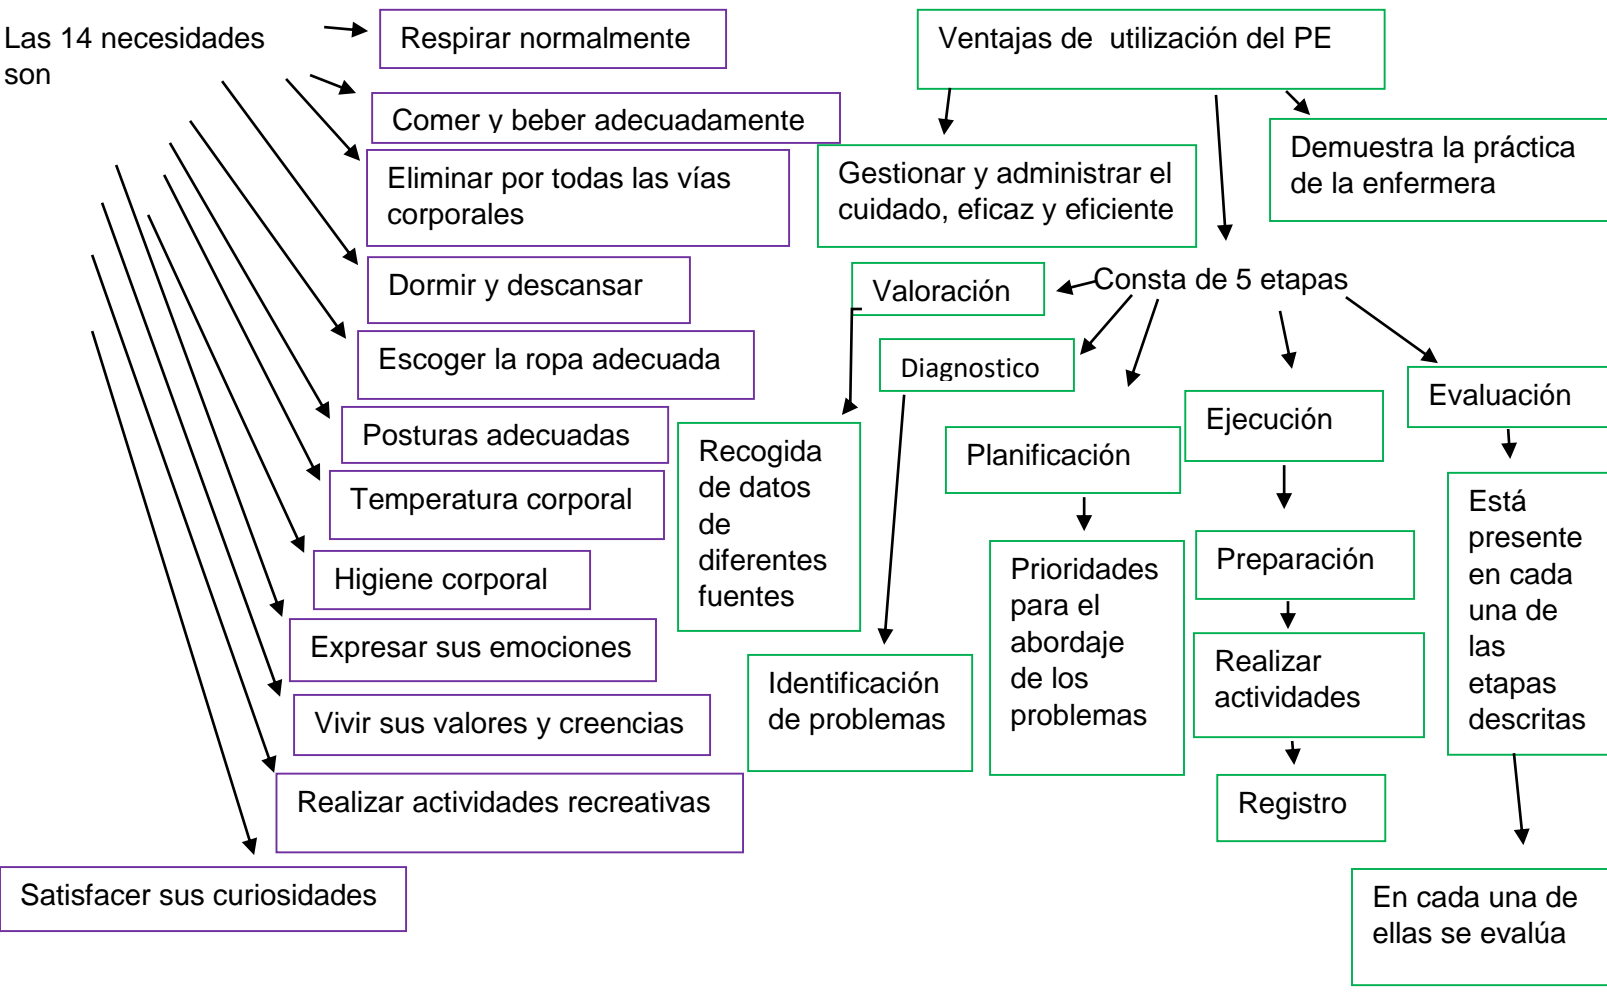 Las 14 necesidades
son
Respirar normalmente
Comer y beber adecuadamente
Eliminar por todas las vías
corporales
Dormir y descansar
Escoger la ropa adecuada
Posturas adecuadas
Temperatura corporal
Higiene corporal
Expresar sus emociones
Vivir sus valores y creencias
Realizar actividades recreativas
Satisfacer sus curiosidades
Ventajas de  utilización del PE
Gestionar y administrar el
cuidado, eficaz y eficiente
Demuestra la práctica
de la enfermera
Consta de 5 etapas
Valoración
Recogida
de datos
de
diferentes
fuentes
Diagnostico
Identificación
de problemas
Planificación
Prioridades
para el
abordaje
de los
problemas
Ejecución
Preparación
Realizar
actividades
Registro
Evaluación
Está
presente
en cada
una de
las
etapas
descritas
En cada una de
ellas se evalúa